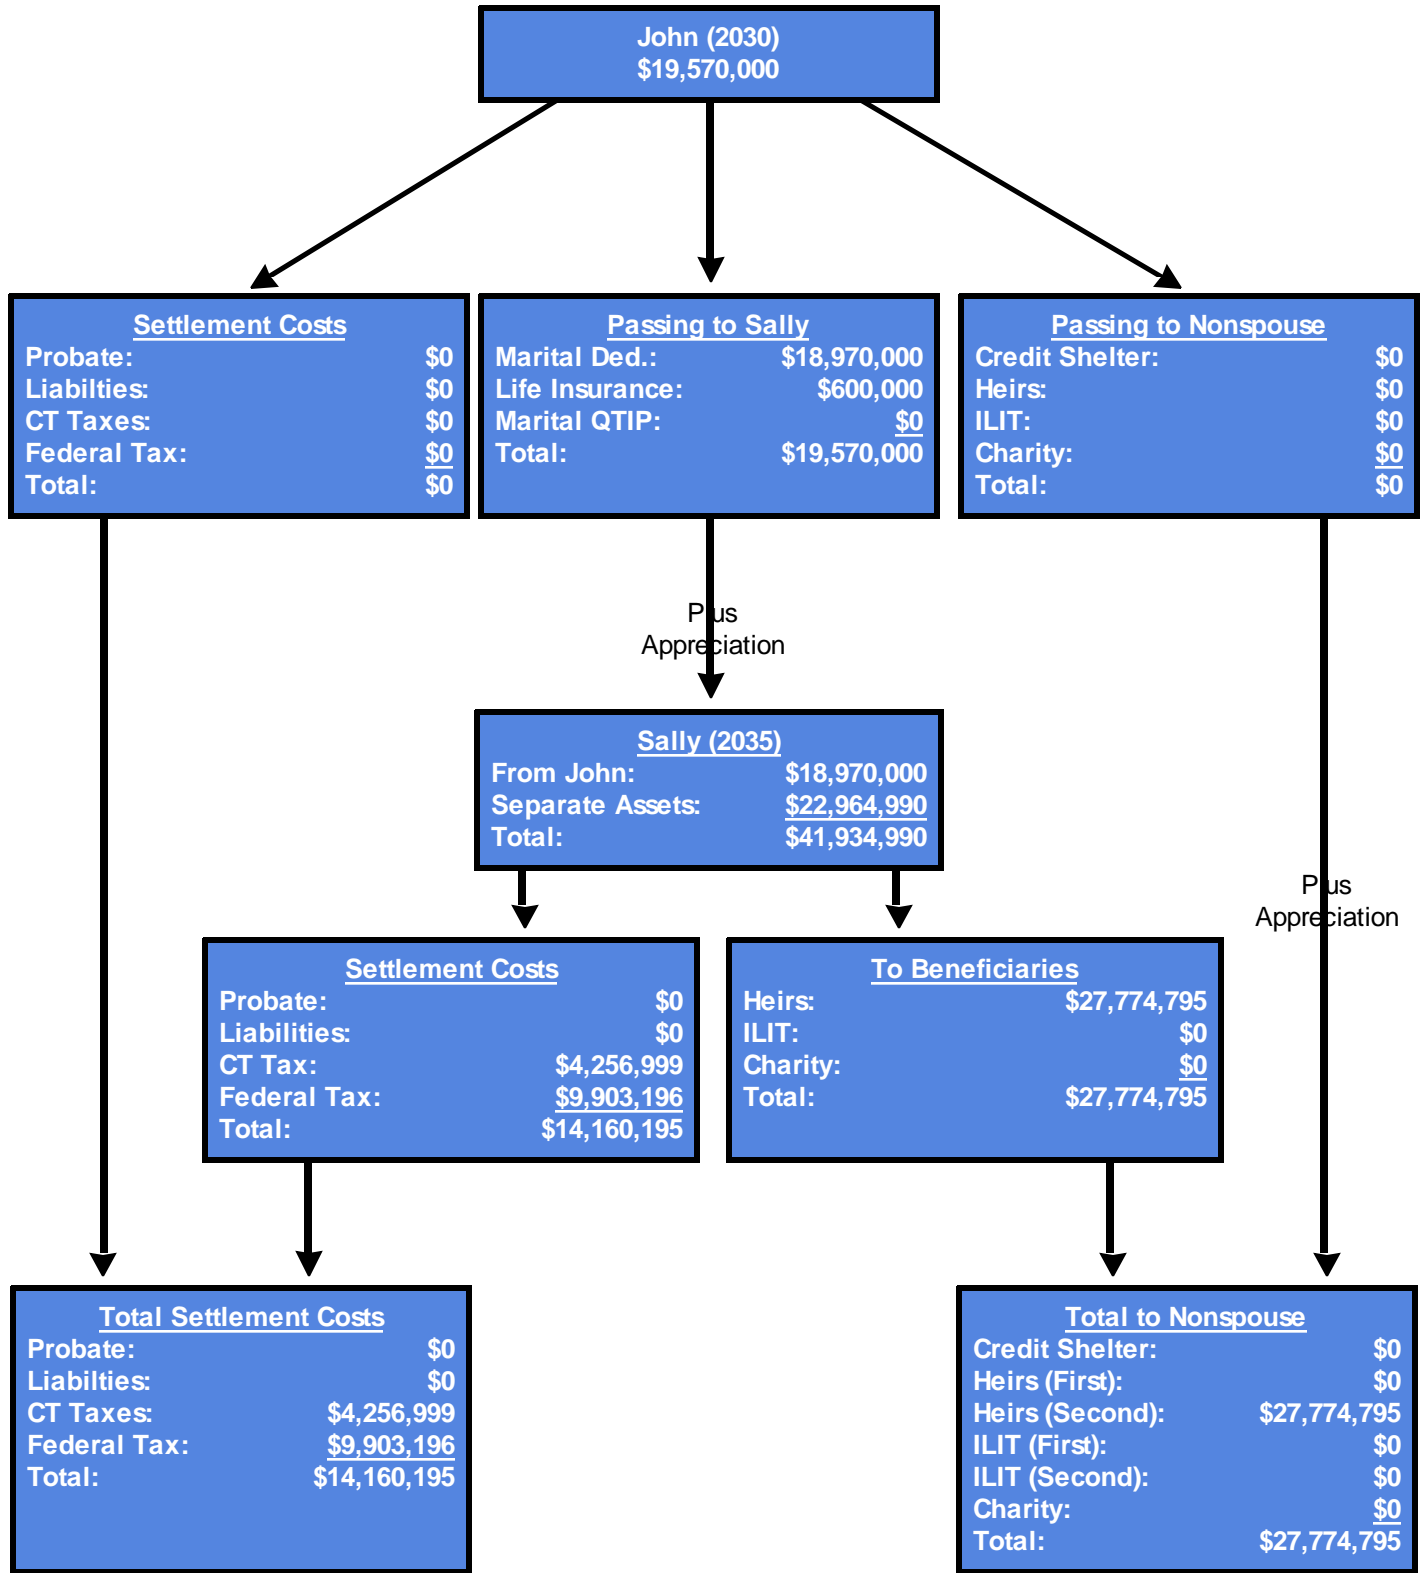 John (2030)
$19,570,000
Settlement Costs
Probate: $0
Liabilties: $0
CT Taxes: $0
Federal Tax: $0
Total: $0
Passing to Sally
Marital Ded.: $18,970,000
Life Insurance: $600,000
Marital QTIP: $0
Total: $19,570,000
Passing to Nonspouse
Credit Shelter: $0
Heirs: $0
ILIT: $0
Charity: $0
Total: $0
Plus
Appreciation
Sally (2035)
From John: $18,970,000
Separate Assets: $22,964,990
Total: $41,934,990
Plus
Appreciation
Settlement Costs
Probate: $0
Liabilities: $0
CT Tax: $4,256,999
Federal Tax: $9,903,196
Total: $14,160,195
To Beneficiaries
Heirs: $27,774,795
ILIT: $0
Charity: $0
Total: $27,774,795
Total Settlement Costs
Probate: $0
Liabilties: $0
CT Taxes: $4,256,999
Federal Tax: $9,903,196
Total: $14,160,195
Total to Nonspouse
Credit Shelter: $0
Heirs (First): $0
Heirs (Second): $27,774,795
ILIT (First): $0
ILIT (Second): $0
Charity: $0
Total: $27,774,795